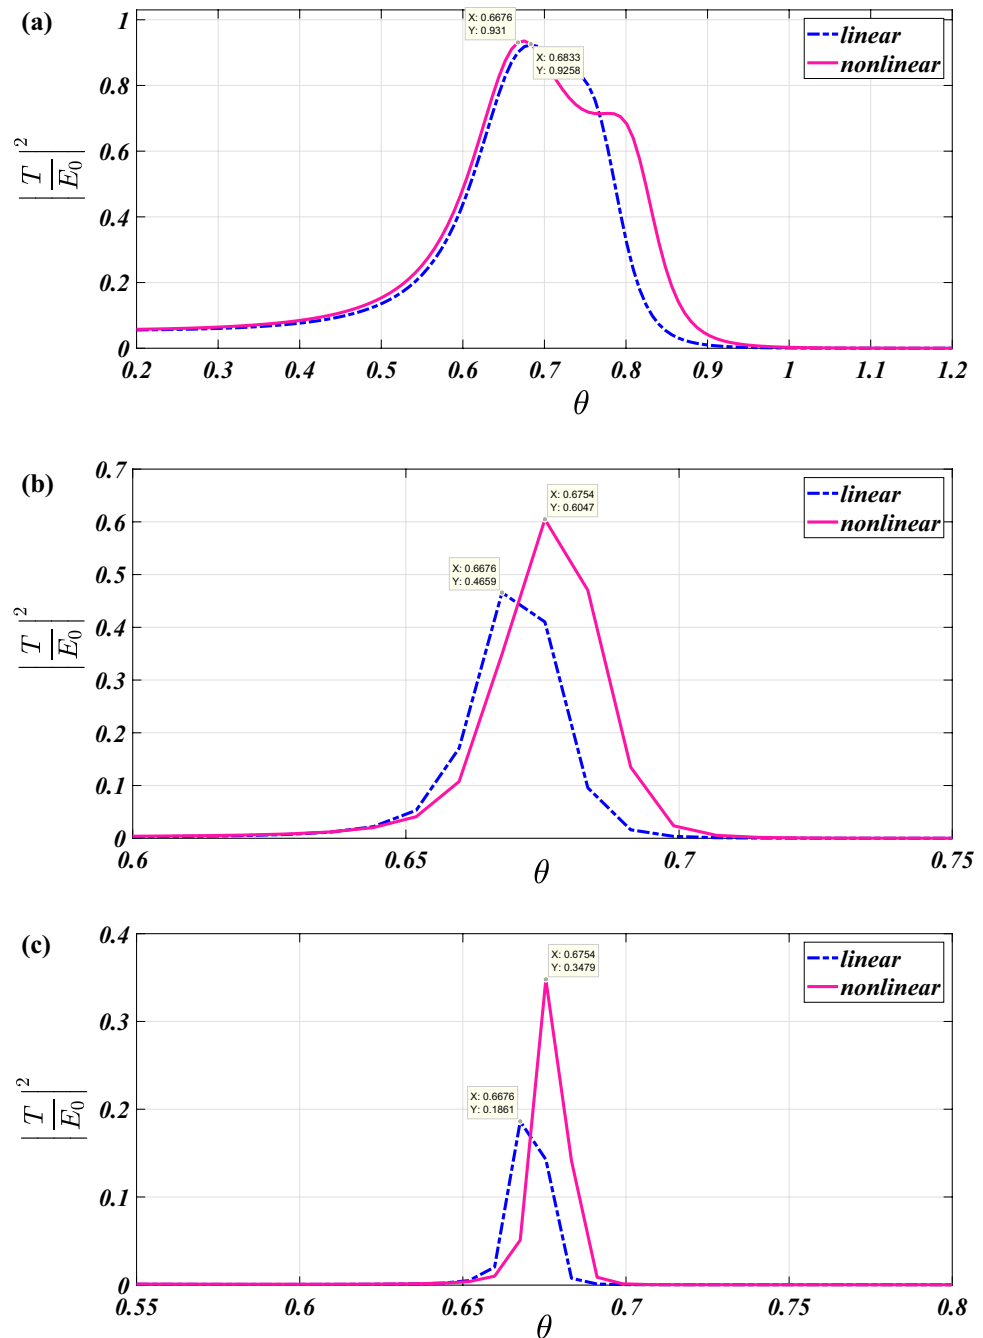 (a)
X: 0.6676
Y: 0.931
X: 0.6833
Y: 0.9258
linear
nonlinear
1
0.8
0.6
0.4
0.2
0
|T/E₀|²
0.2 0.3 0.4 0.5 0.6 0.7 0.8 0.9 1 1.1 1.2
θ
(b)
X: 0.6754
Y: 0.6047
X: 0.6676
Y: 0.4659
linear
nonlinear
0.7
0.6
0.5
0.4
0.3
0.2
0.1
0
|T/E₀|²
0.6 0.65 0.7 0.75
θ
(c)
X: 0.6754
Y: 0.3479
X: 0.6676
Y: 0.1861
linear
nonlinear
0.4
0.3
0.2
0.1
0
|T/E₀|²
0.55 0.6 0.65 0.7 0.75 0.8
θ